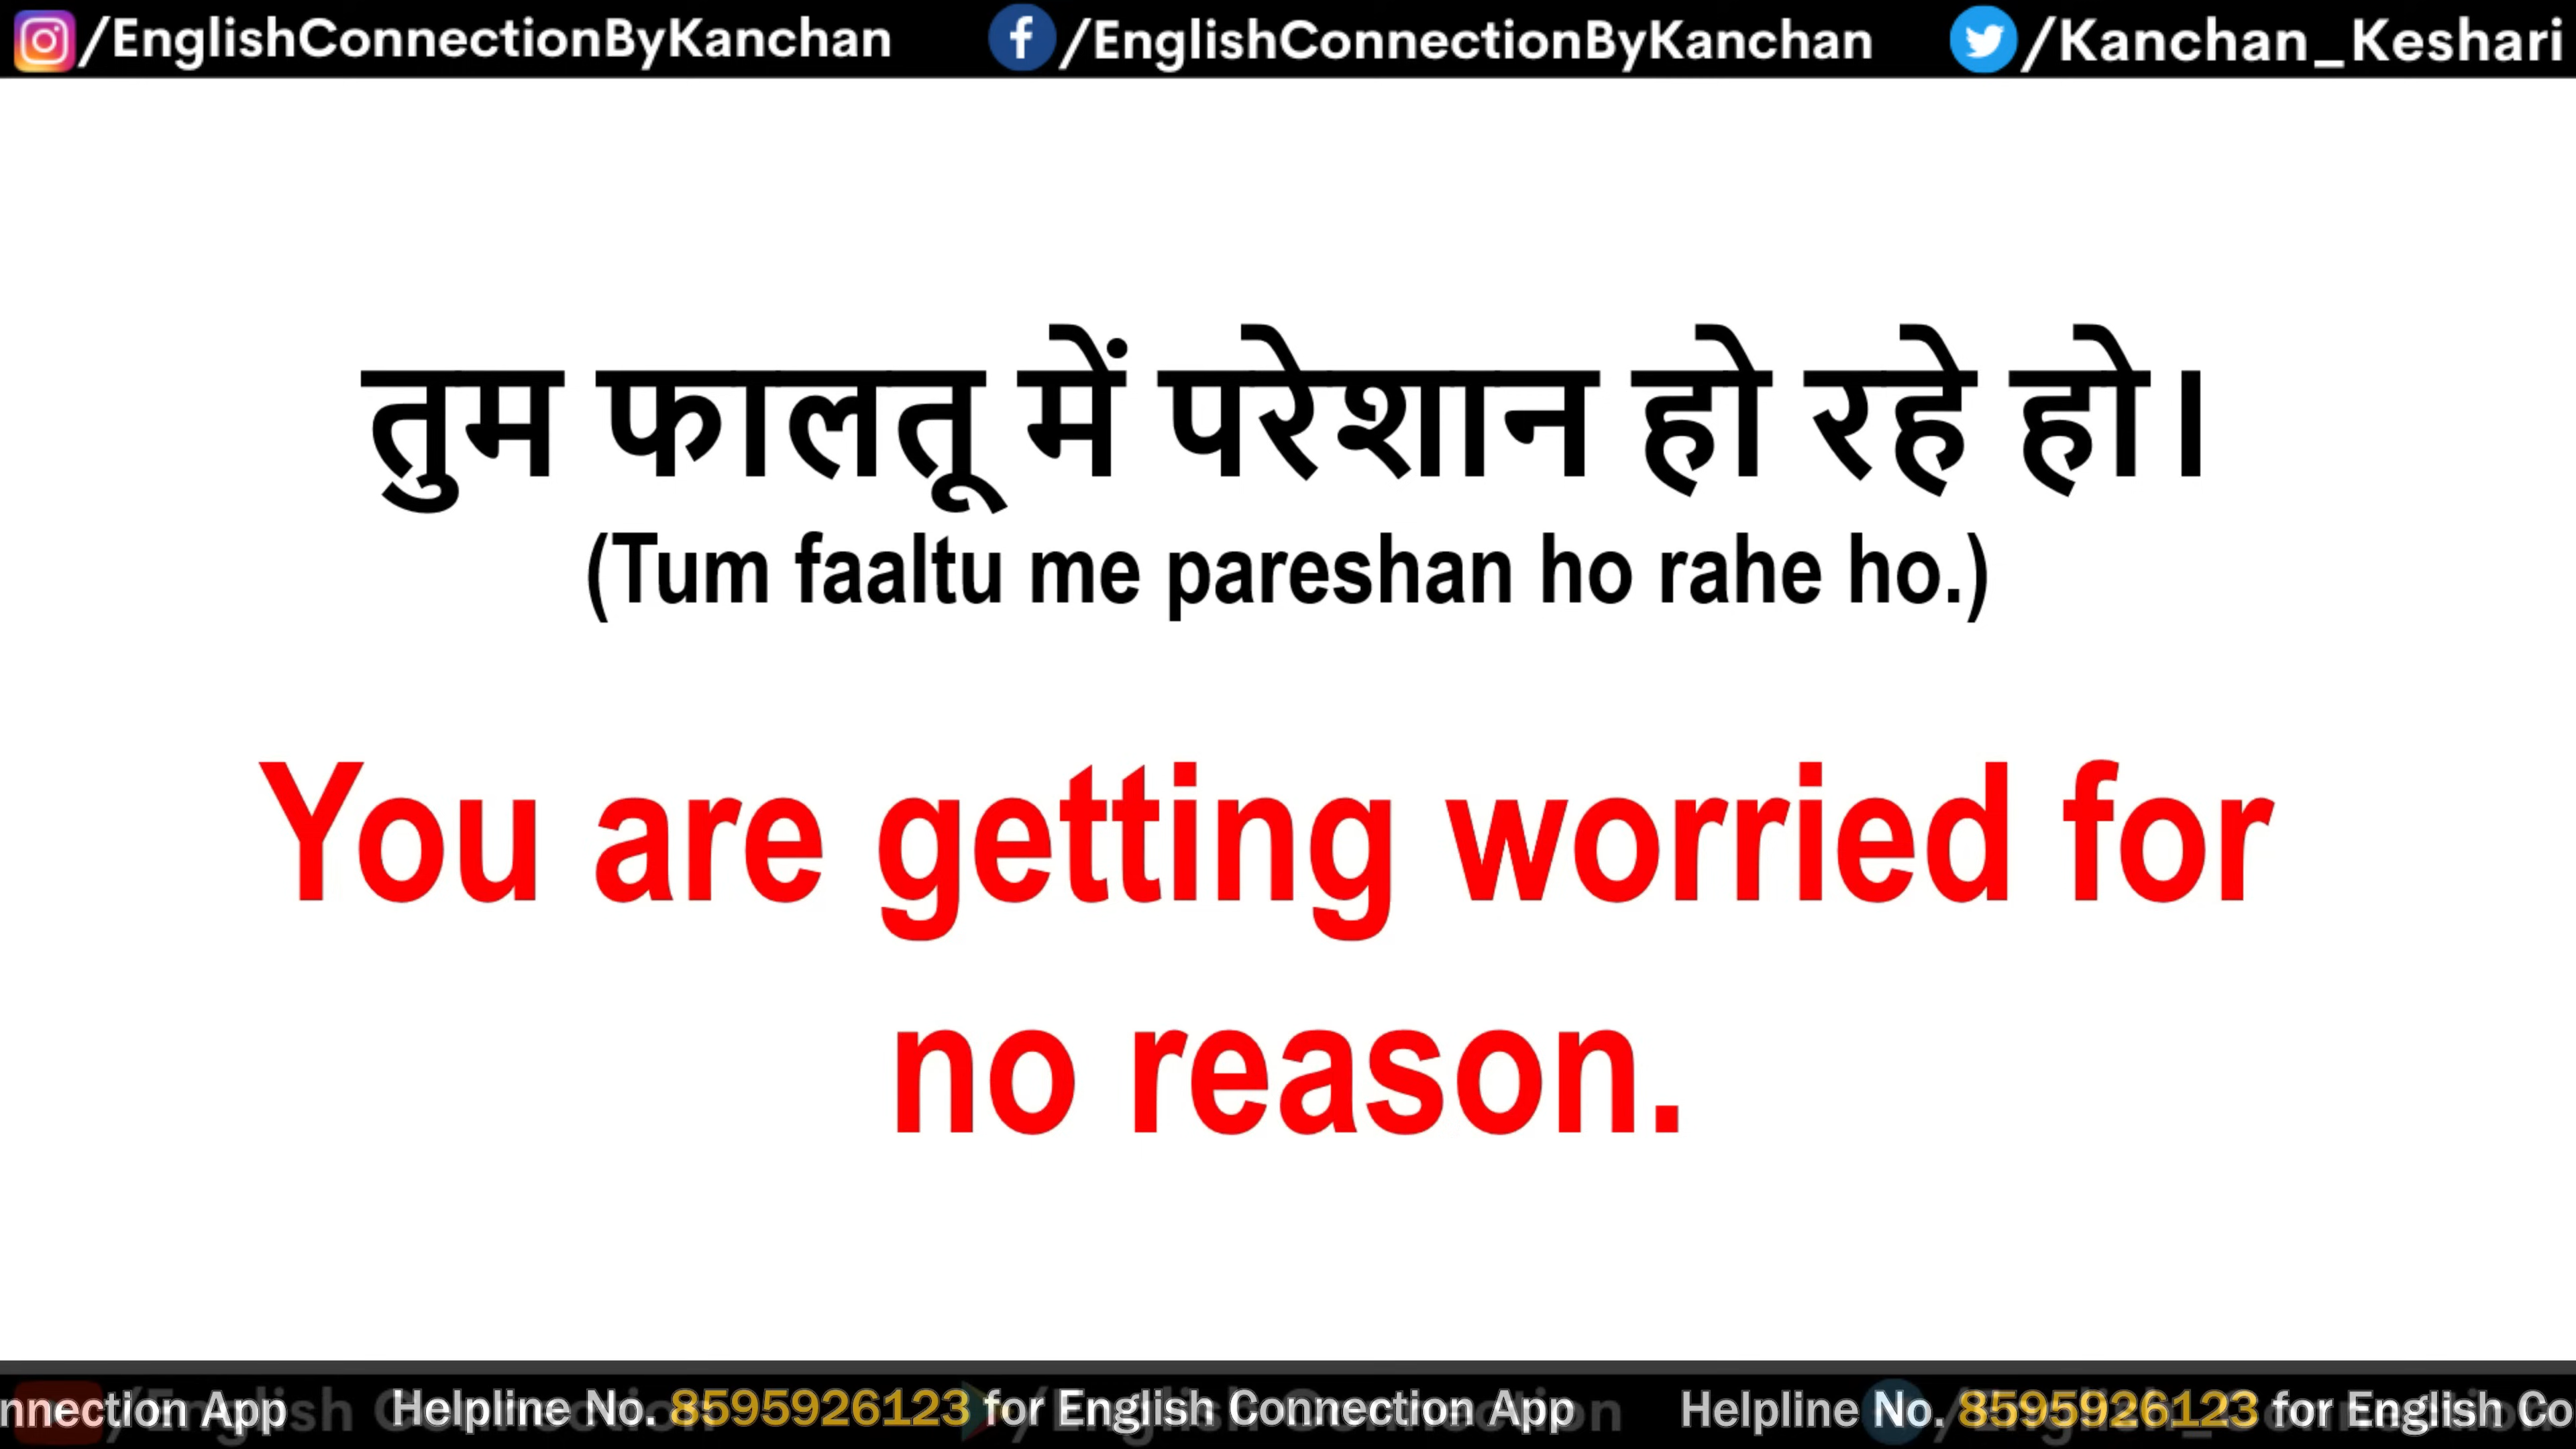 /EnglishConnectionByKanchan /EnglishConnectionByKanchan /Kanchan_Keshari
तुम फालतू में परेशान हो रहे हो।
(Tum faaltu me pareshan ho rahe ho.)
You are getting worried for
no reason.
nnection App Helpline No. 8595926123 for English Connection App Helpline No. 8595926123 for English Co